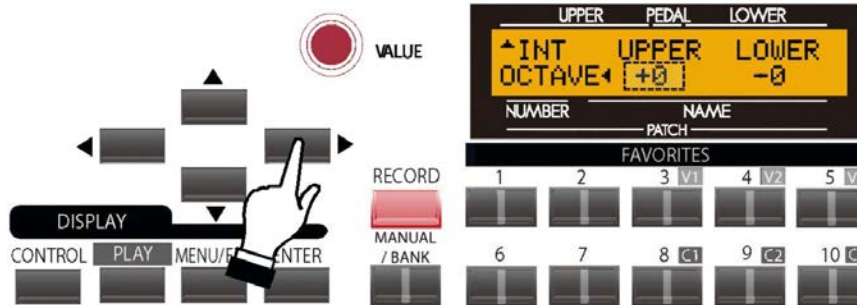 UPPER PEDAL LOWER
INT UPPER LOWER
OCTAVE +0 -0
NUMBER NAME
PATCH
VALUE
FAVORITES
RECORD 1 2 3 V1 4 V2 5 V
DISPLAY
MANUAL
/ BANK
CONTROL PLAY MENU/E ENTER
6 7 8 C1 9 C2 10 C